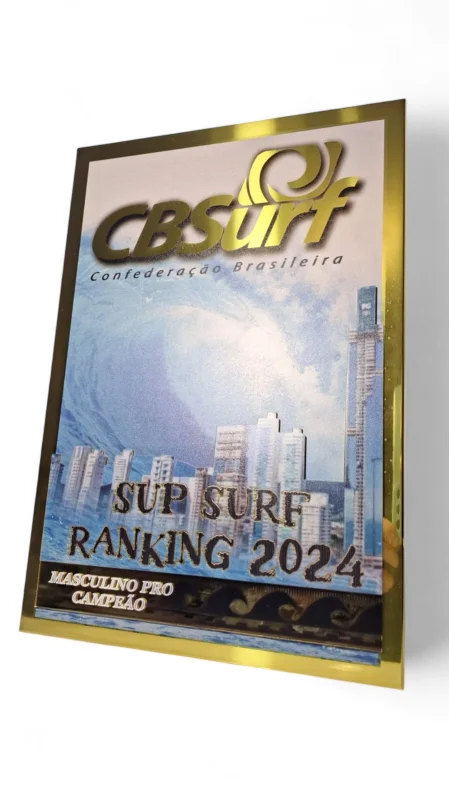 CBSurf
Confederação Brasileira
SUP SURF
RANKING 2024
MASCULINO PRO
CAMPEÃO